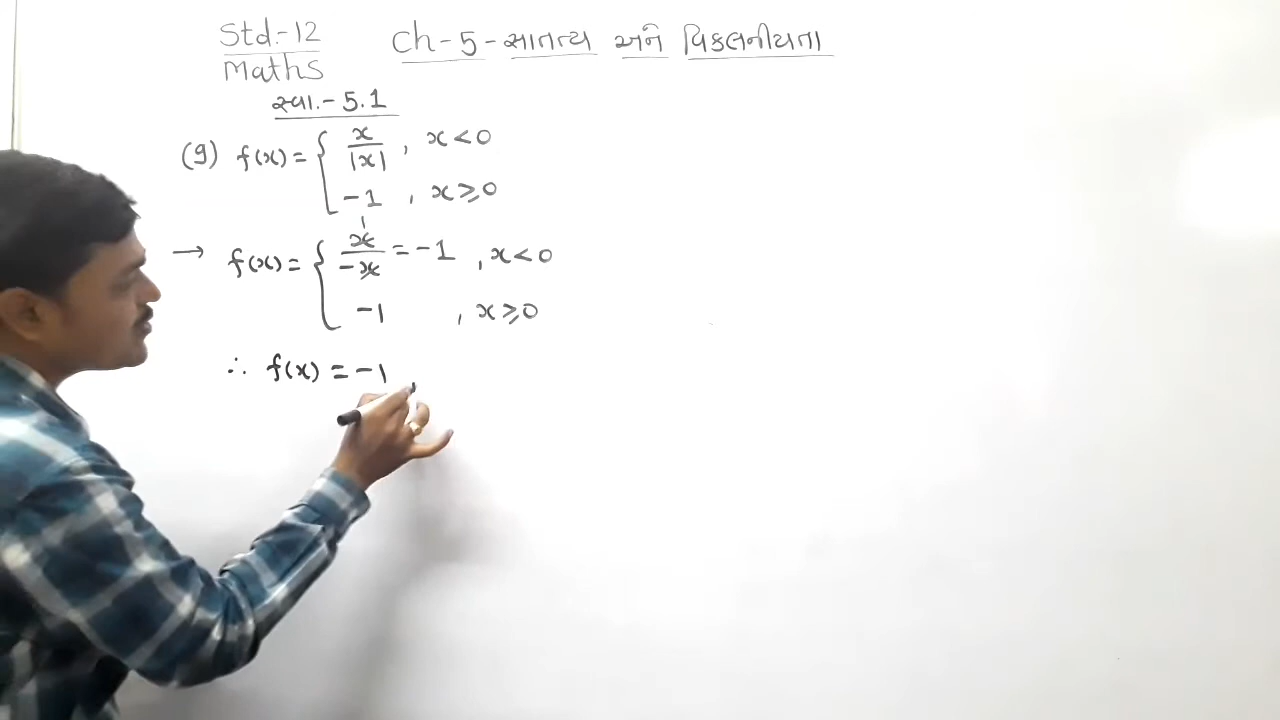 Std:-12 Ch-5-સાતત્ય અને વિકલનીયતા
Maths
સ્વા.-5.1
(9) f(x) = { x/|x| , x<0
-1 , x≥0
→ f(x) = { x/-x = -1 , x<0
-1 , x≥0
∴ f(x) = -1